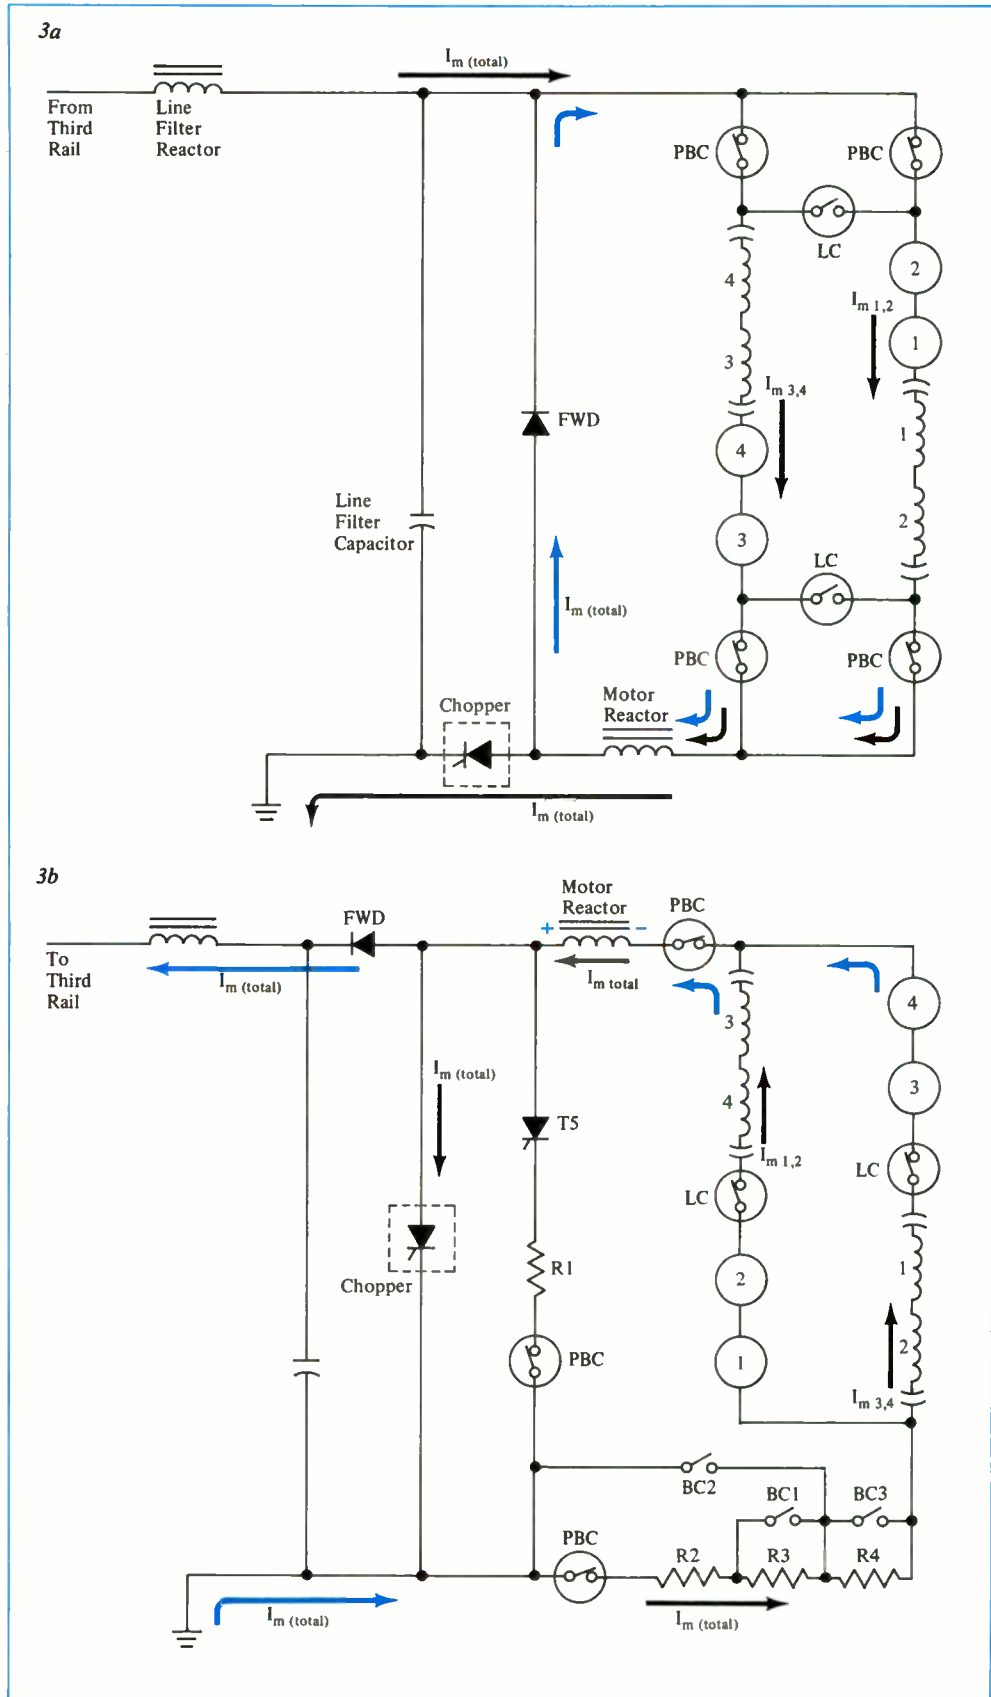 3a
I m (total)
From
Third
Rail
Line
Filter
Reactor
PBC
PBC
LC
2
4
I m 1,2
1
3
I m 3,4
FWD
1
4
Line
Filter
Capacitor
2
3
LC
I m (total)
PBC
PBC
Chopper
Motor
Reactor
I m (total)
3b
Motor
Reactor
PBC
FWD
+
-
To
Third
Rail
I m (total)
I m total
4
3
I m (total)
3
4
T5
I m 1,2
LC
LC
R1
1
Chopper
2
2
PBC
1
I m 3,4
BC2
BC1
BC3
PBC
R2
R3
R4
I m (total)
I m (total)